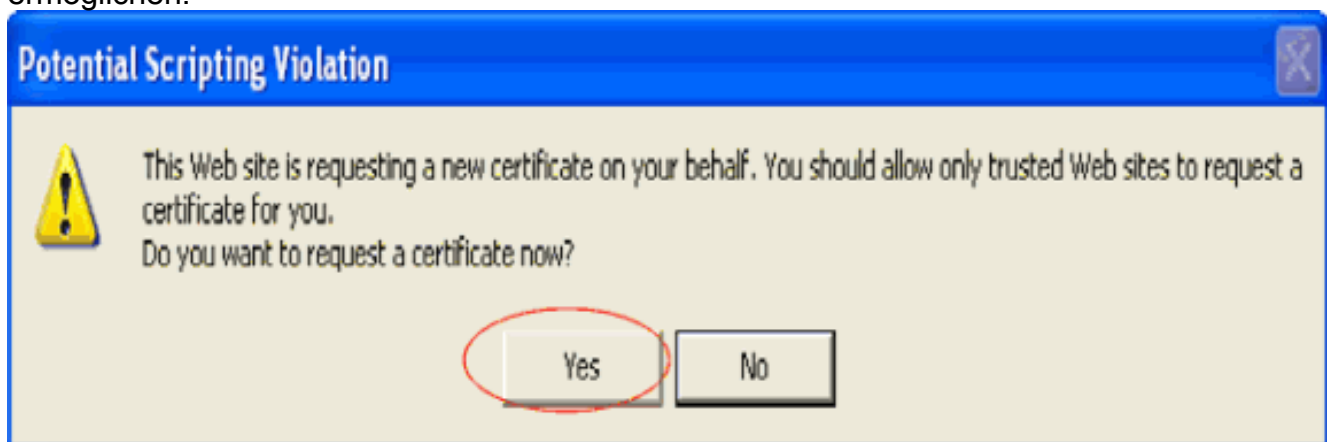 ermöglichen.
Potential Scripting Violation
This Web site is requesting a new certificate on your behalf. You should allow only trusted Web sites to request a
certificate for you.
Do you want to request a certificate now?
Yes No